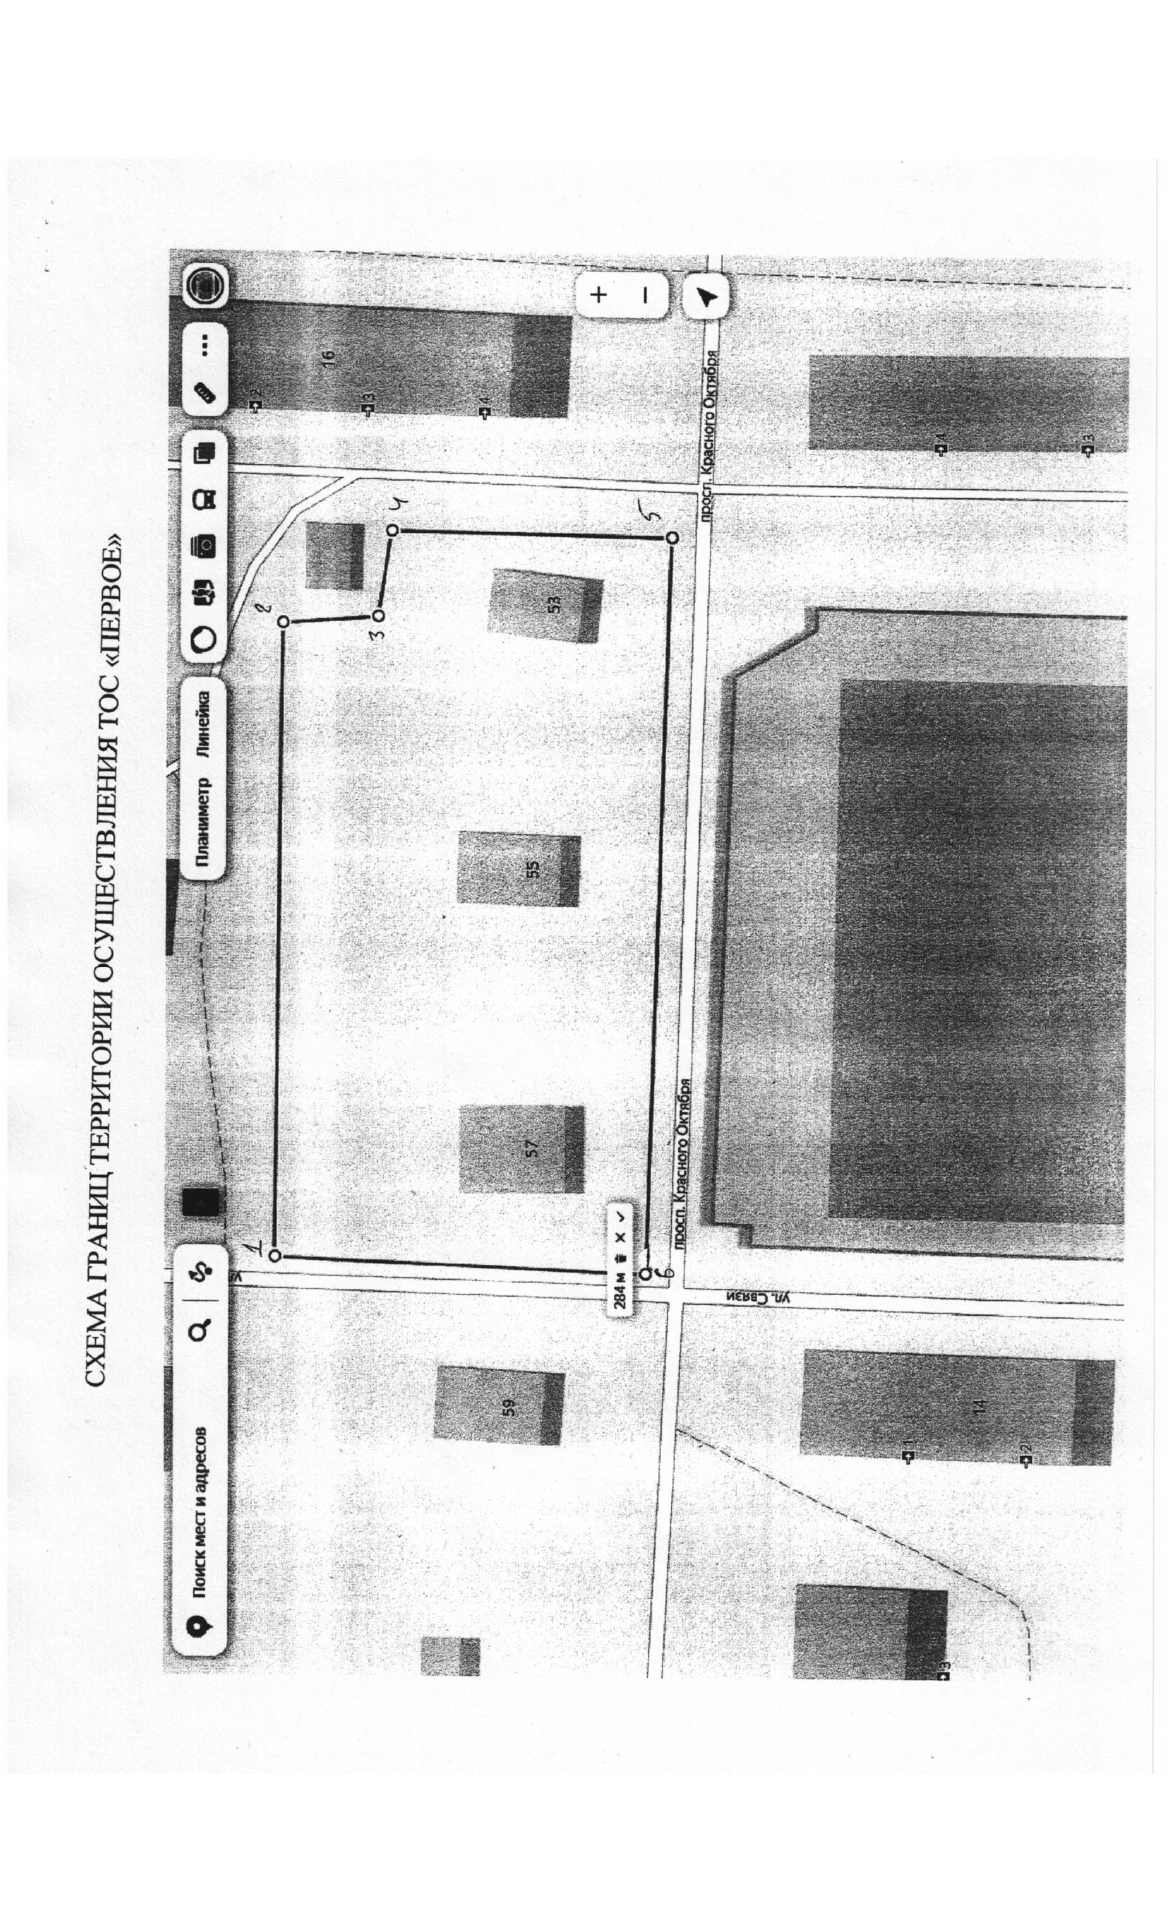 СХЕМА ГРАНИЦ ТЕРРИТОРИИ ОСУЩЕСТВЛЕНИЯ ТОС «ПЕРВОЕ»
Поиск мест и адресов
Планиметр Линейка
ул.
1
2
3
4
5
6
2
3
4
16
53
55
57
59
284 м
просп. Красного Октября
просп. Красного Октября
ул. Связи
14
1
2
3
4
3